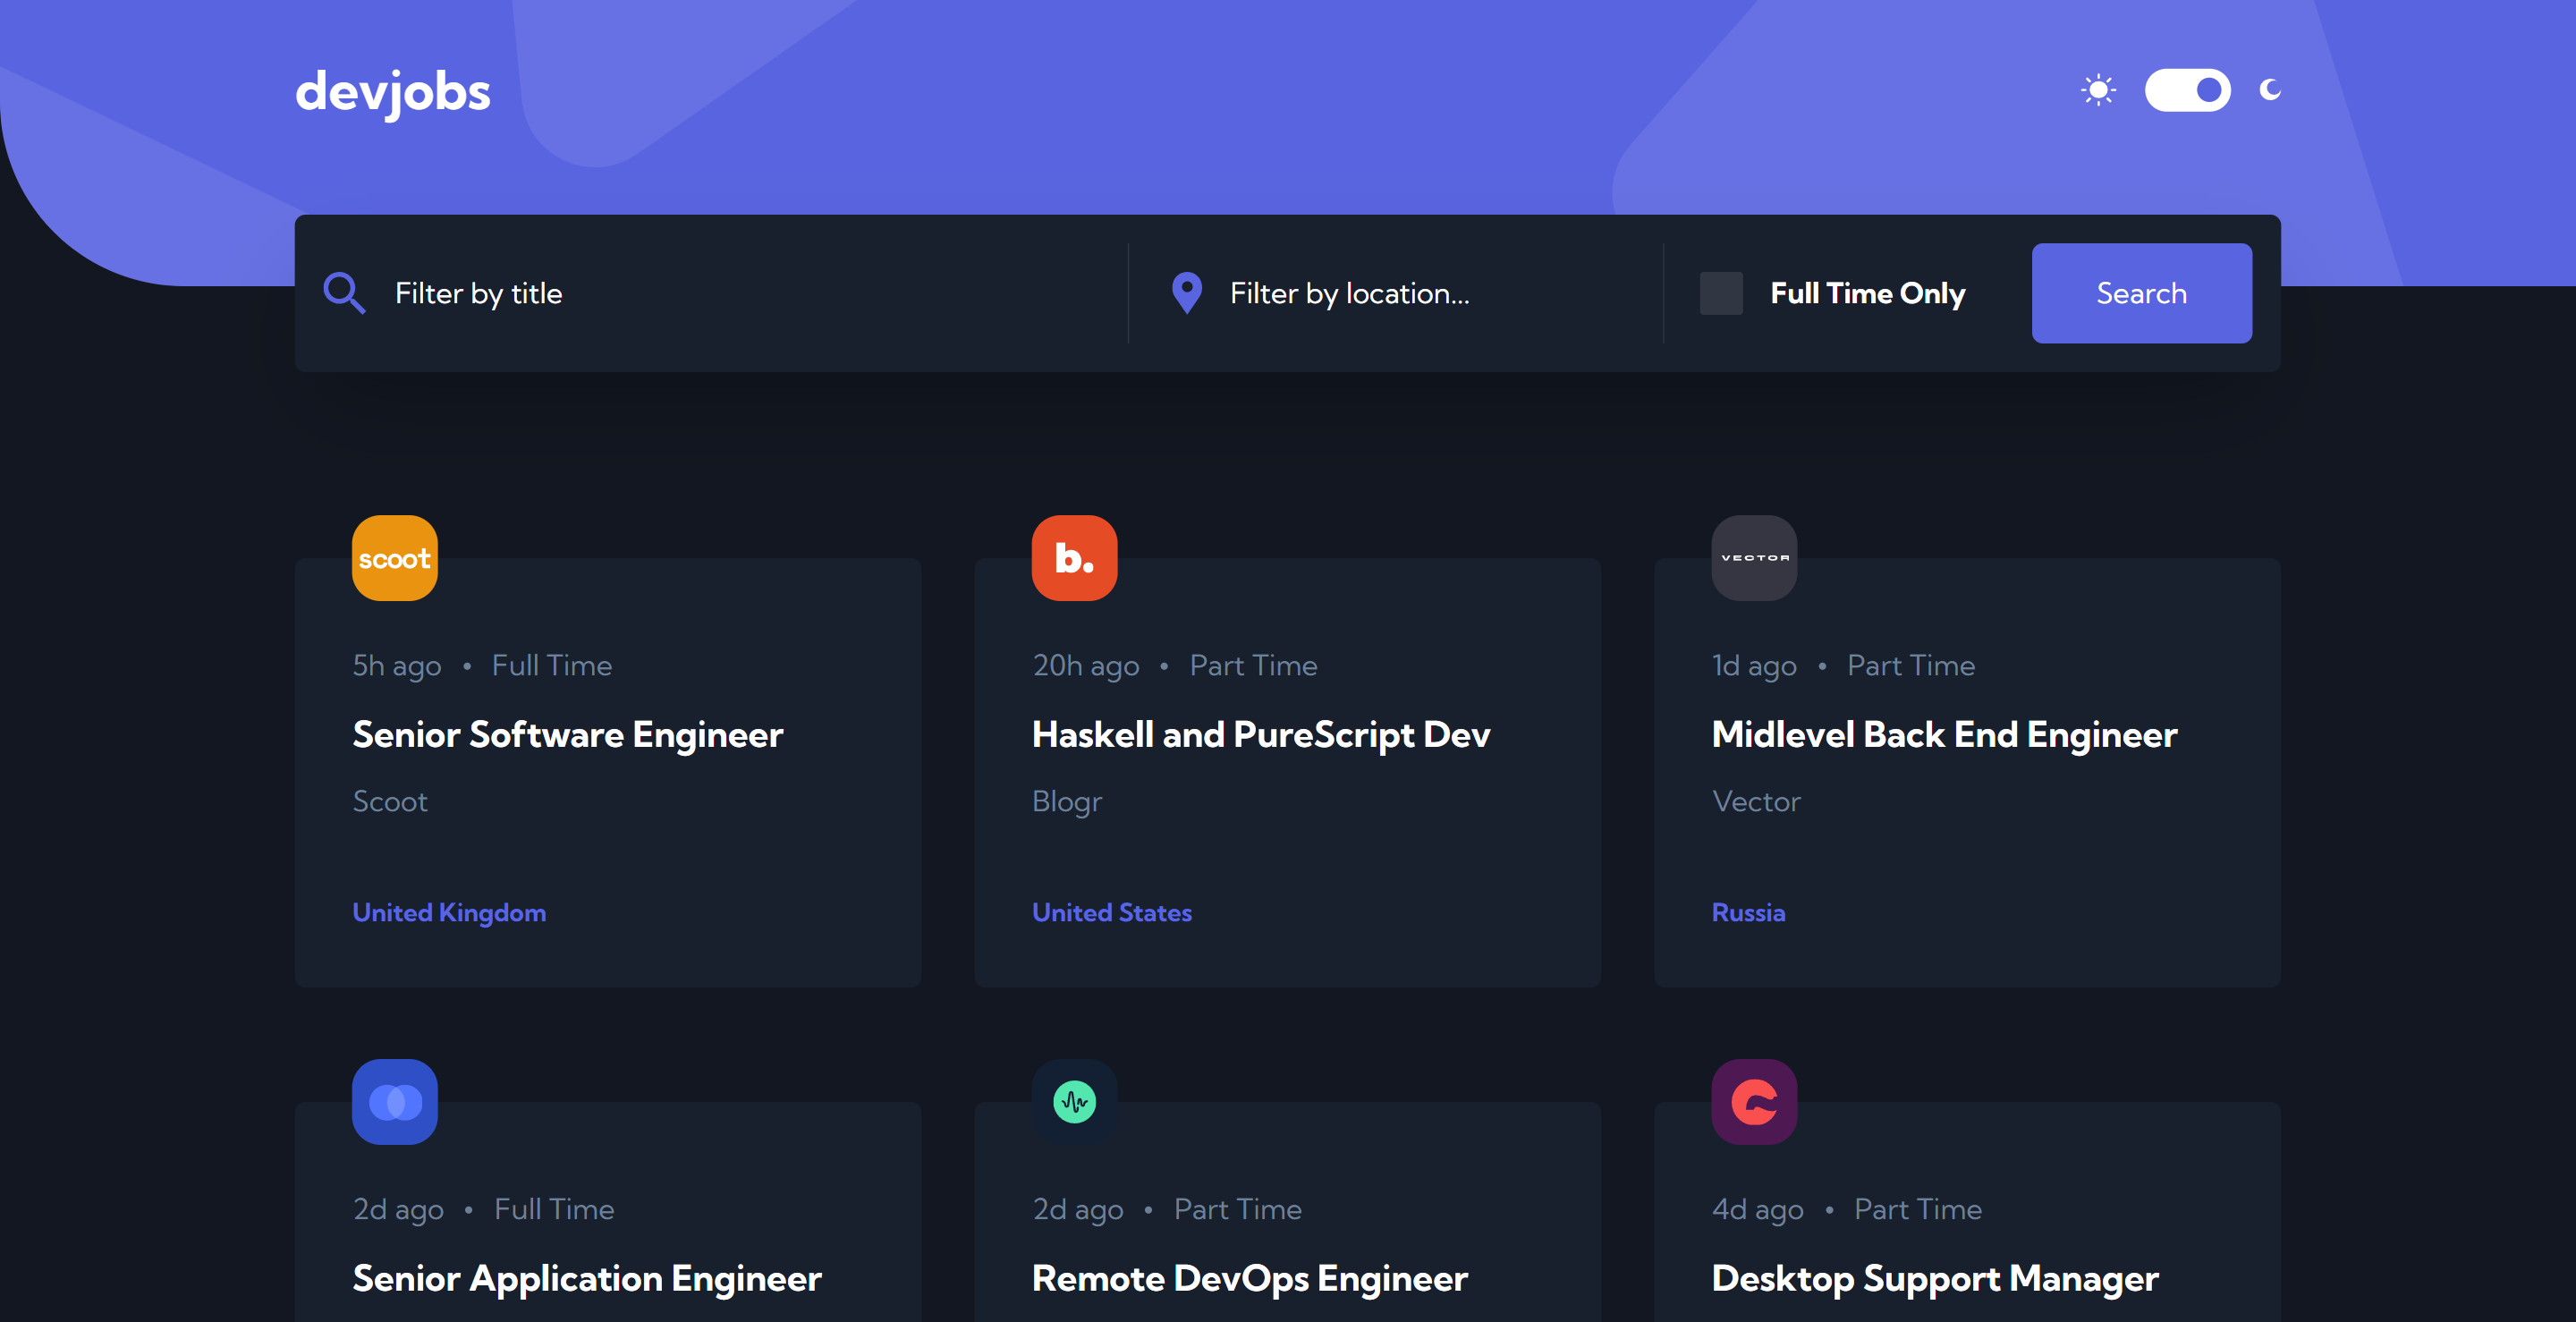 devjobs
Filter by title
Filter by location...
Full Time Only
Search
scoot
b.
VECTOR
5h ago • Full Time
20h ago • Part Time
1d ago • Part Time
Senior Software Engineer
Haskell and PureScript Dev
Midlevel Back End Engineer
Scoot
Blogr
Vector
United Kingdom
United States
Russia
2d ago • Full Time
2d ago • Part Time
4d ago • Part Time
Senior Application Engineer
Remote DevOps Engineer
Desktop Support Manager